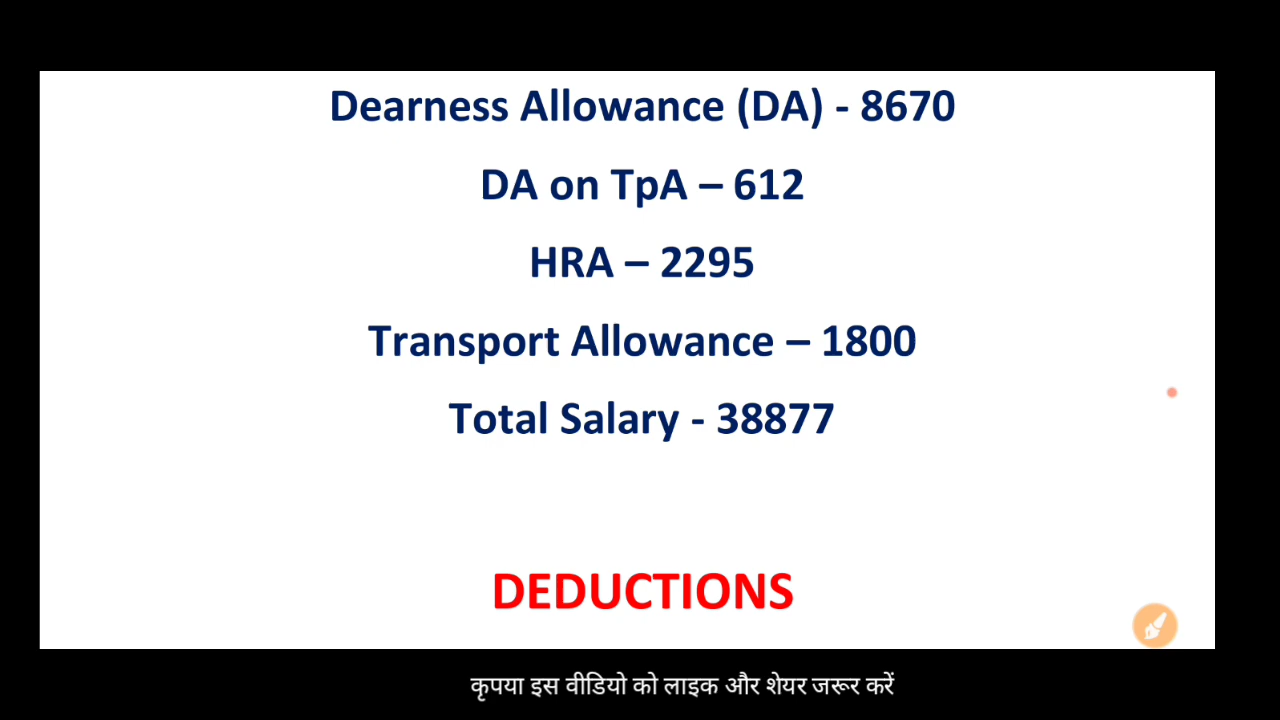 Dearness Allowance (DA) - 8670
DA on TpA – 612
HRA – 2295
Transport Allowance – 1800
Total Salary - 38877
DEDUCTIONS
कृपया इस वीडियो को लाइक और शेयर जरूर करें